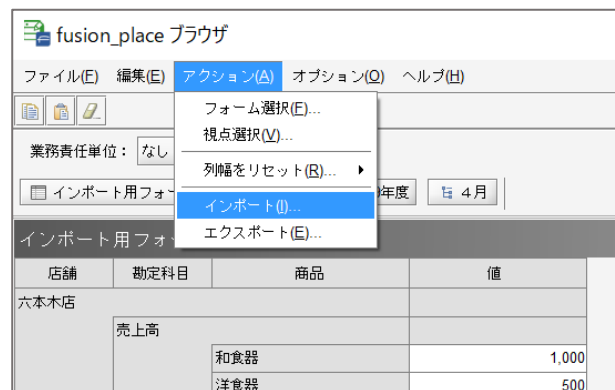 fusion_place ブラウザ
ファイル(F) 編集(E) アクション(A) オプション(O) ヘルプ(H)
フォーム選択(F)...
視点選択(V)...
業務責任単位： なし
列幅をリセット(R)...
インポート用フォー
年度 4月
インポート(I)...
エクスポート(E)...
インポート用フォ
店舗 勘定科目 商品 値
六本木店
売上高
和食器 1,000
洋食器 500